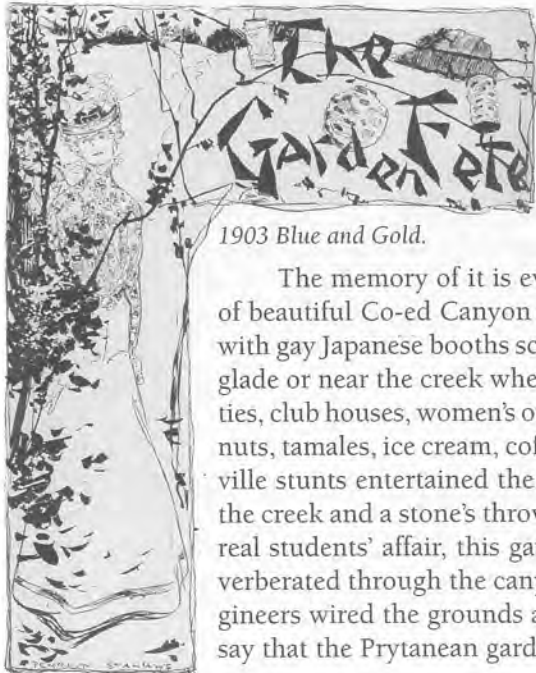 The
Garden Fete
1903 Blue and Gold.
The memory of it is ev
of beautiful Co-ed Canyon
with gay Japanese booths sc
glade or near the creek whe
ties, club houses, women's o
nuts, tamales, ice cream, cof
ville stunts entertained the
the creek and a stone's throw
real students' affair, this ga
verberated through the cany
gineers wired the grounds a
say that the Prytanean gard